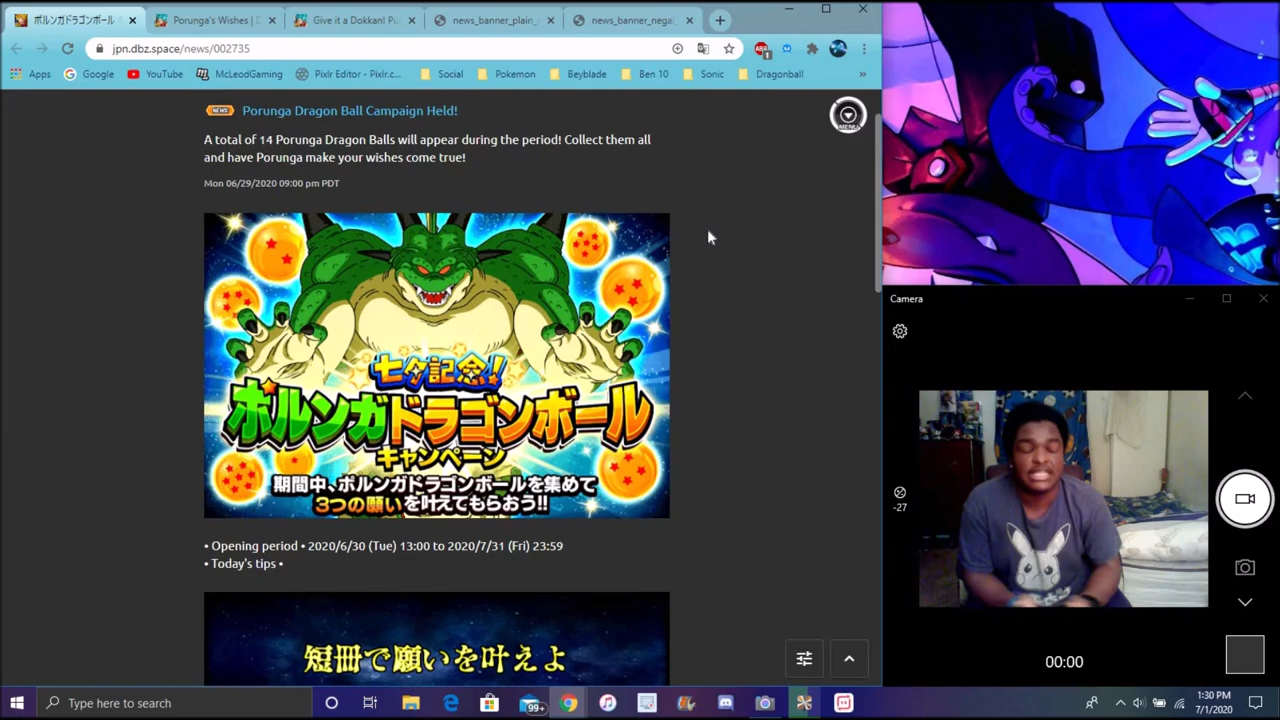 ポルンガドラゴンボール
Porunga's Wishes | D
Give it a Dokkan! Pu
news_banner_plain_
news_banner_negai_
jpn.dbz.space/news/002735
ABP
1
Apps
Google
YouTube
McLeodGaming
Pixlr Editor - Pixlr.c...
Social
Pokemon
Beyblade
Ben 10
Sonic
Dragonball
»
NEWS
Porunga Dragon Ball Campaign Held!
MENU
A total of 14 Porunga Dragon Balls will appear during the period! Collect them all
and have Porunga make your wishes come true!
Mon 06/29/2020 09:00 pm PDT
七夕記念!
ポルンガドラゴンボール
キャンペーン
期間中、ポルンガドラゴンボールを集めて
3つの願いを叶えてもらおう!!
• Opening period • 2020/6/30 (Tue) 13:00 to 2020/7/31 (Fri) 23:59
• Today's tips •
短冊で願いを叶えよ
Camera
-27
00:00
Type here to search
99+
1:30 PM
7/1/2020